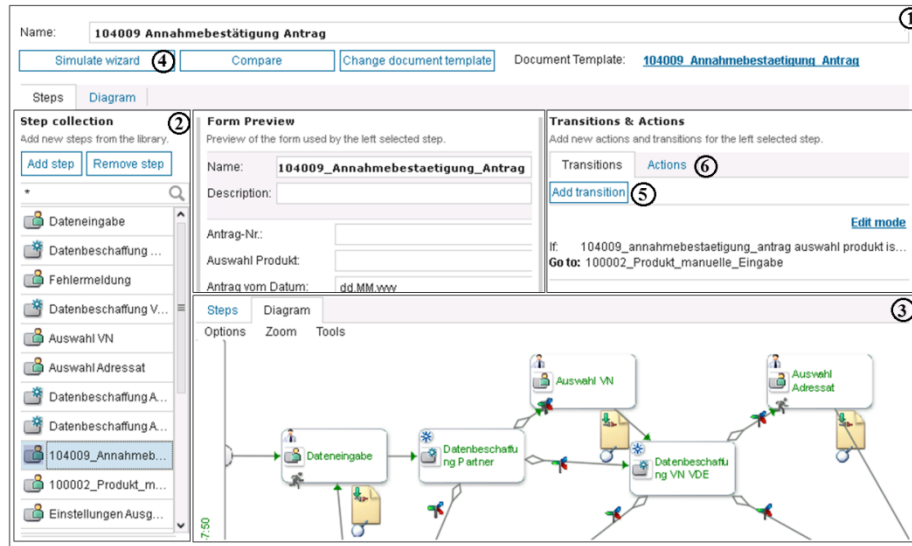 ①
Name: 104009 Annahmebestätigung Antrag
Simulate wizard ④ Compare Change document template Document Template: 104009_Annahmebestaetigung_Antrag
Steps Diagram
Step collection ②
Add new steps from the library.
Add step Remove step
*
Dateneingabe
Datenbeschaffung ...
Fehlermeldung
Datenbeschaffung V...
Auswahl VN
Auswahl Adressat
Datenbeschaffung A...
Datenbeschaffung A...
104009_Annahmeb...
100002_Produkt_m...
Einstellungen Ausg...
Form Preview
Preview of the form used by the left selected step.
Name: 104009_Annahmebestaetigung_Antrag
Description:
Antrag-Nr.:
Auswahl Produkt:
Antrag vom Datum: dd.MM.yyyy
Transitions & Actions
Add new actions and transitions for the left selected step.
Transitions Actions ⑥
Add transition ⑤
Edit mode
If: 104009_annahmebestaetigung_antrag auswahl produkt is...
Go to: 100002_Produkt_manuelle_Eingabe
Steps Diagram ③
Options Zoom Tools
Auswahl VN
Auswahl
Adressat
Dateneingabe
Datenbeschaffu
ng Partner
Datenbeschaffu
ng VN VDE
-7:50